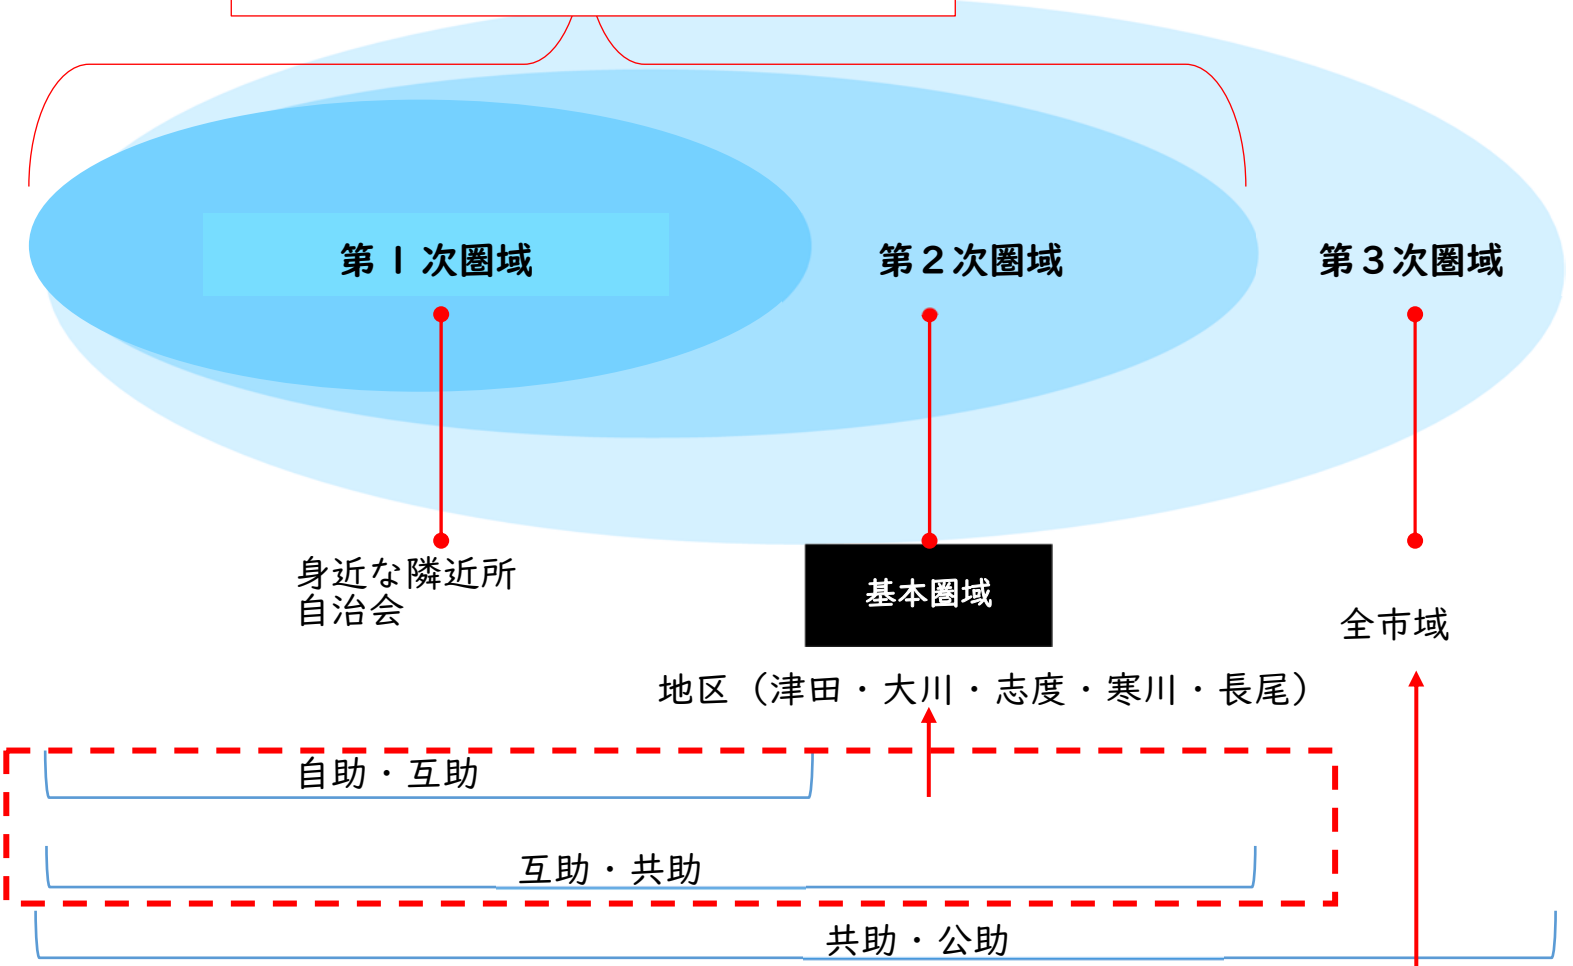 第１次圏域
第２次圏域
第３次圏域
身近な隣近所
自治会
基本圏域
全市域
地区（津田・大川・志度・寒川・長尾）
自助・互助
互助・共助
共助・公助